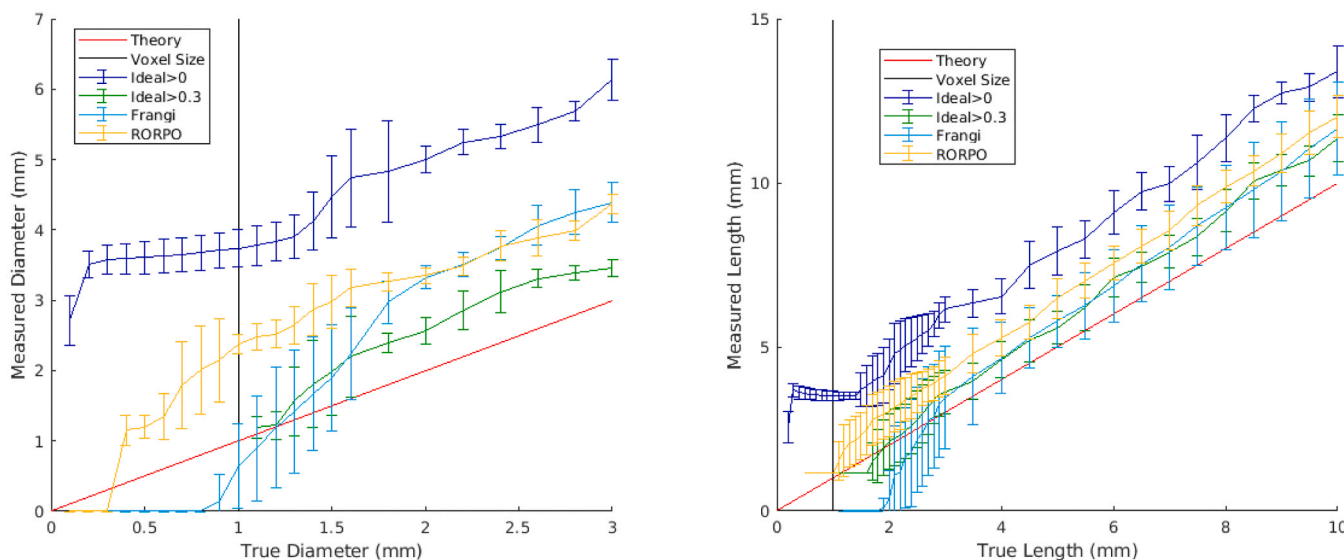 7
6
5
4
3
2
1
0
Measured Diameter (mm)
Theory
Voxel Size
Ideal>0
Ideal>0.3
Frangi
RORPO
0 0.5 1 1.5 2 2.5 3
True Diameter (mm)
15
10
5
0
Measured Length (mm)
Theory
Voxel Size
Ideal>0
Ideal>0.3
Frangi
RORPO
0 2 4 6 8 10
True Length (mm)